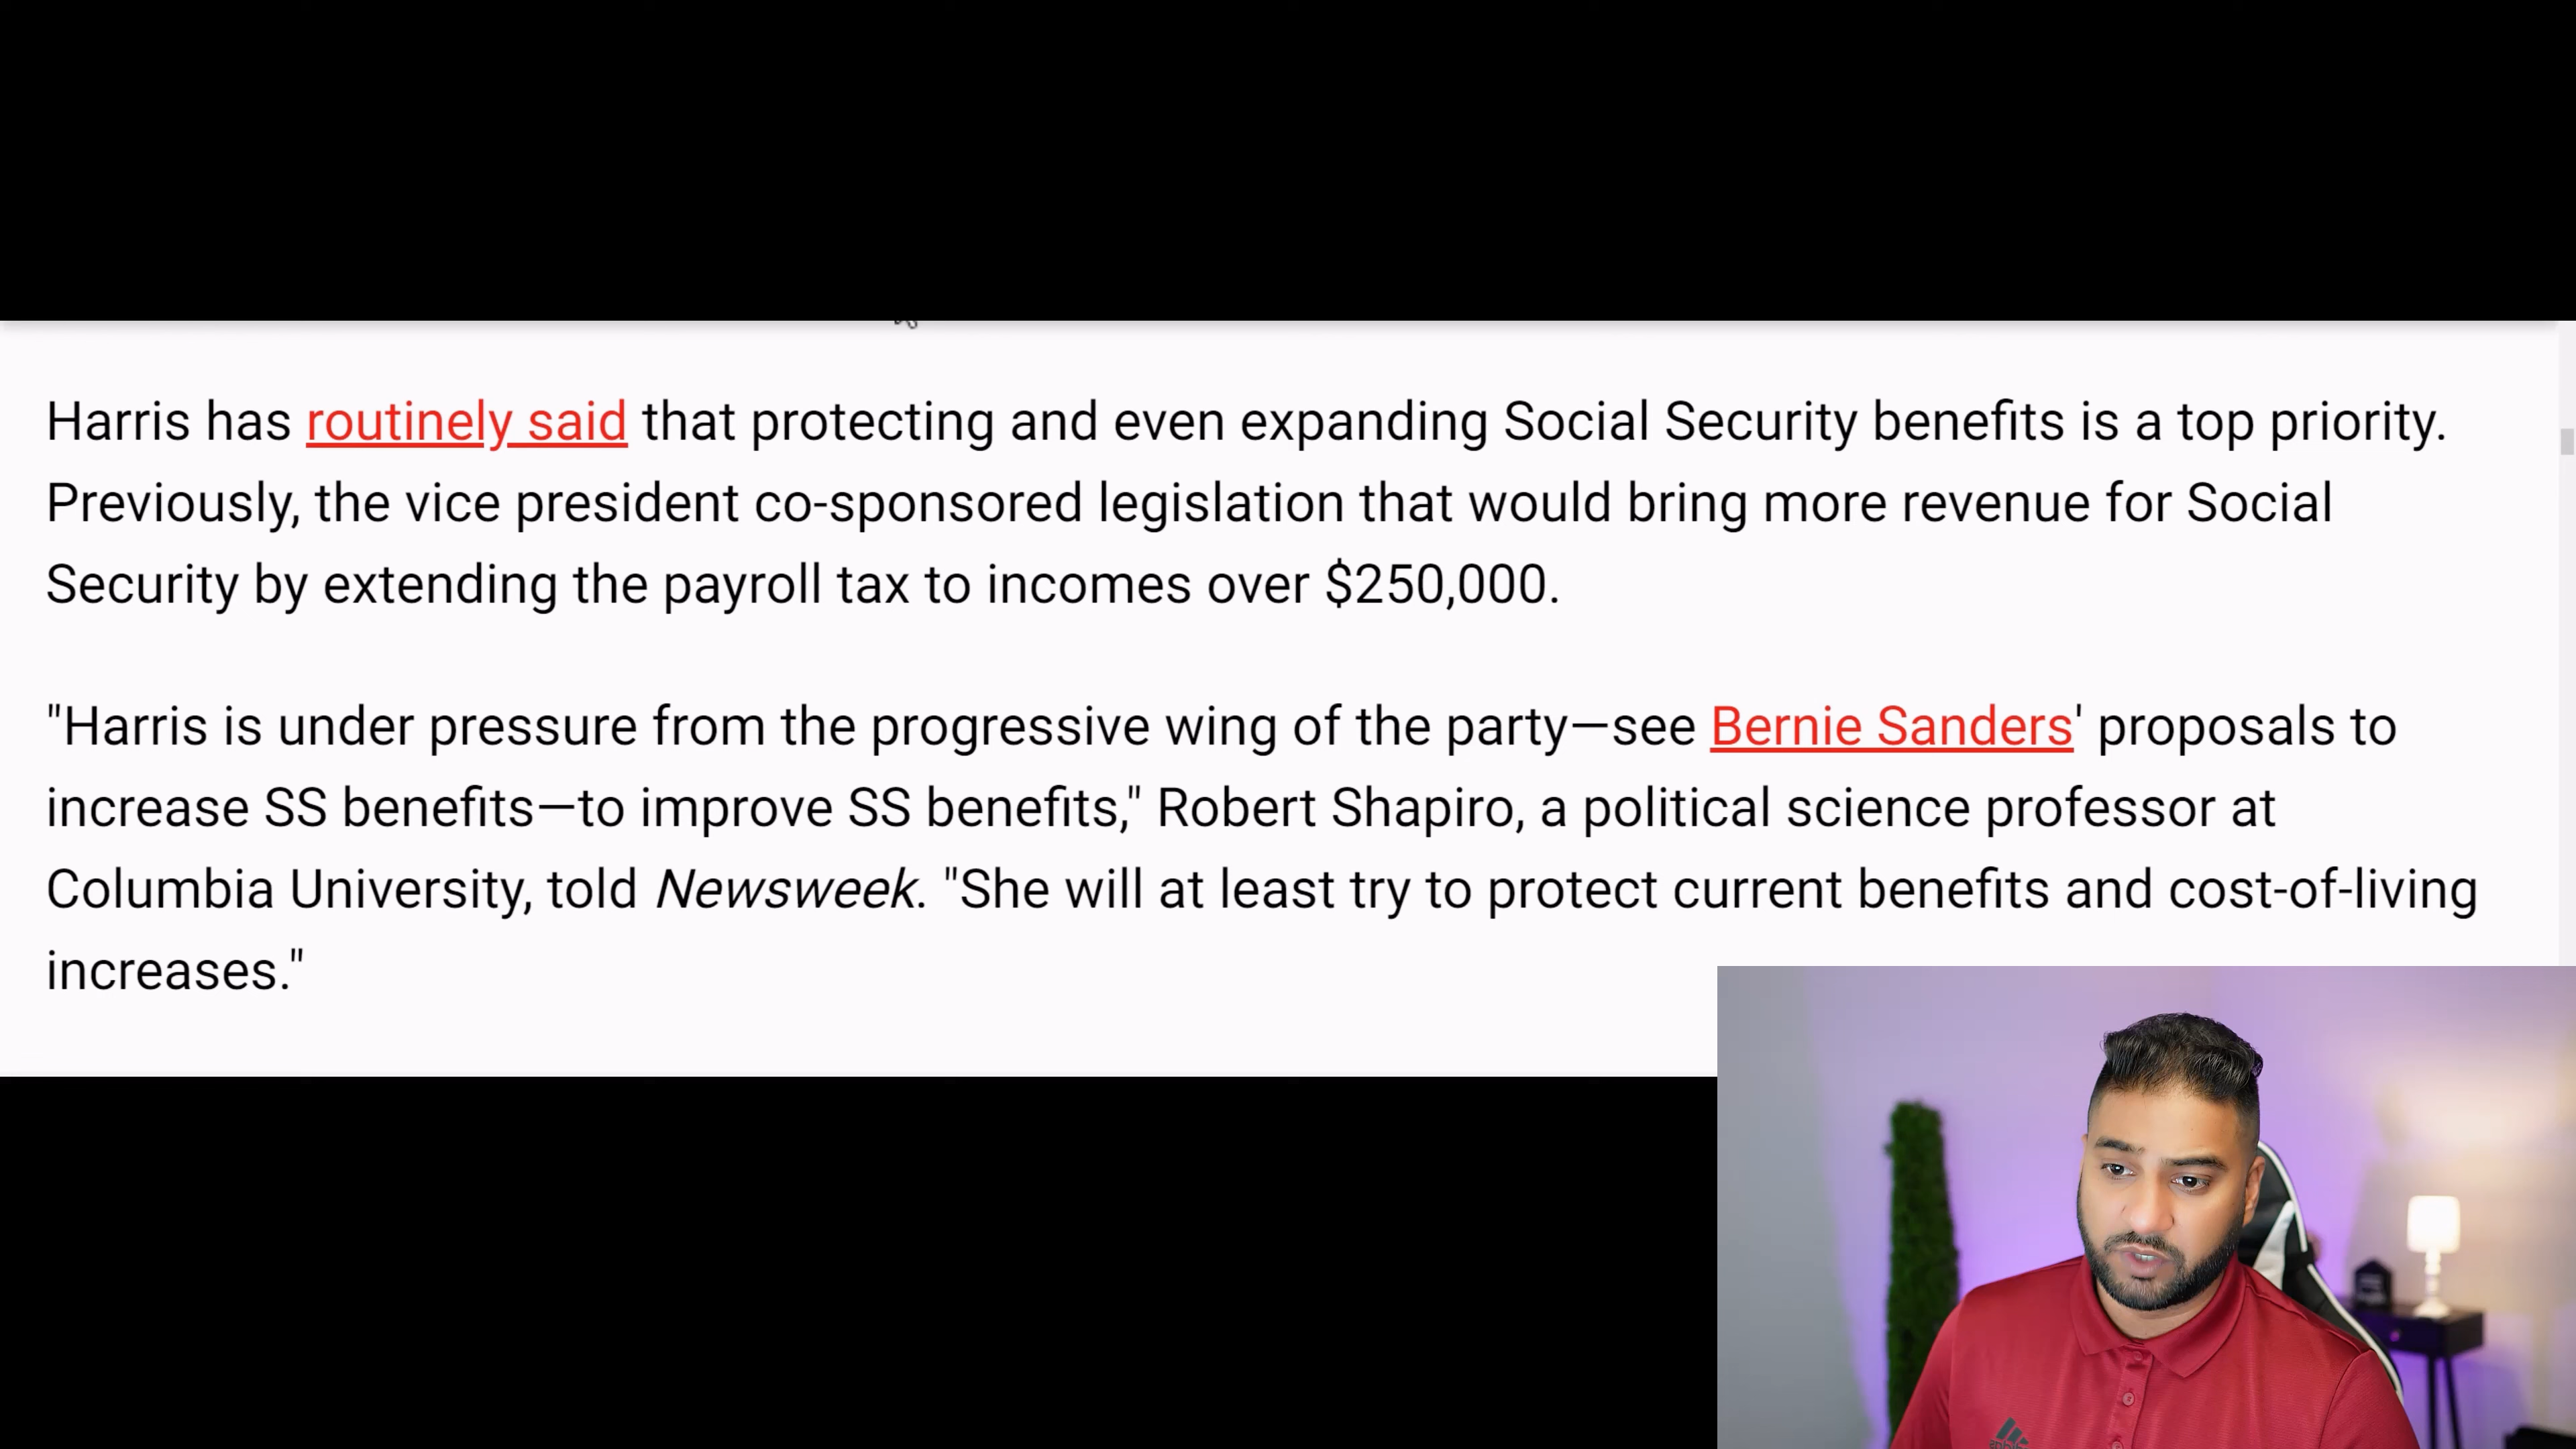 Harris has routinely said that protecting and even expanding Social Security benefits is a top priority.
Previously, the vice president co-sponsored legislation that would bring more revenue for Social
Security by extending the payroll tax to incomes over $250,000.
"Harris is under pressure from the progressive wing of the party—see Bernie Sanders' proposals to
increase SS benefits—to improve SS benefits," Robert Shapiro, a political science professor at
Columbia University, told Newsweek. "She will at least try to protect current benefits and cost-of-living
increases."